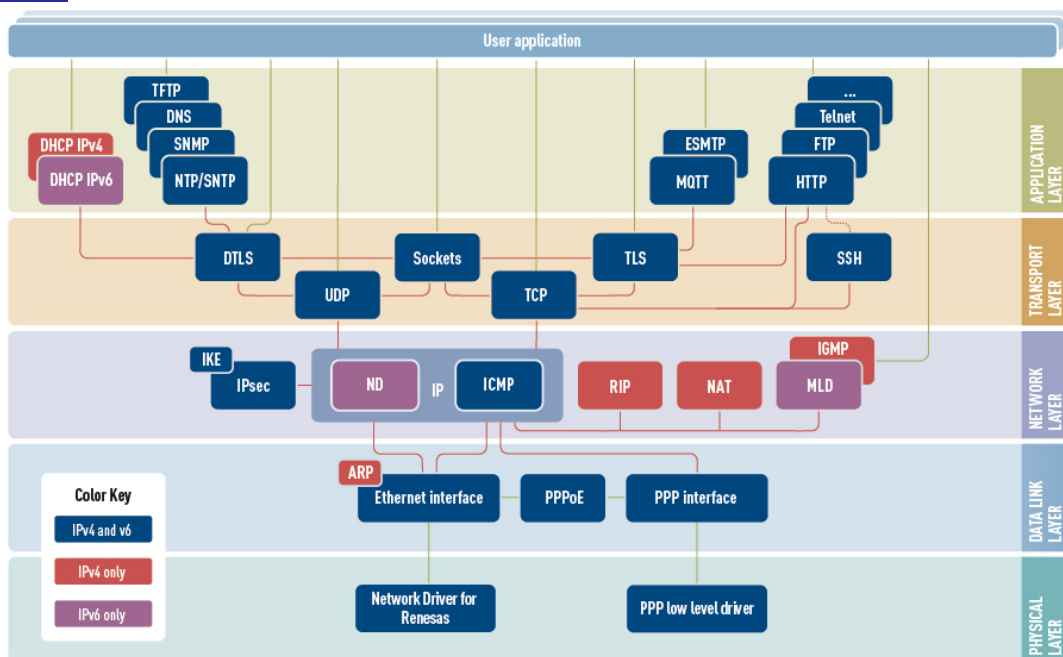 User application
TFTP
DNS
SNMP
NTP/SNTP
DHCP IPv4
DHCP IPv6
ESMTP
MQTT
...
Telnet
FTP
HTTP
APPLICATION
LAYER
DTLS
Sockets
TLS
SSH
UDP
TCP
TRANSPORT
LAYER
IKE
IPsec
ND
IP
ICMP
RIP
NAT
IGMP
MLD
NETWORK
LAYER
ARP
Ethernet interface
PPPoE
PPP interface
DATA LINK
LAYER
Color Key
IPv4 and v6
IPv4 only
IPv6 only
Network Driver for
Renesas
PPP low level driver
PHYSICAL
LAYER